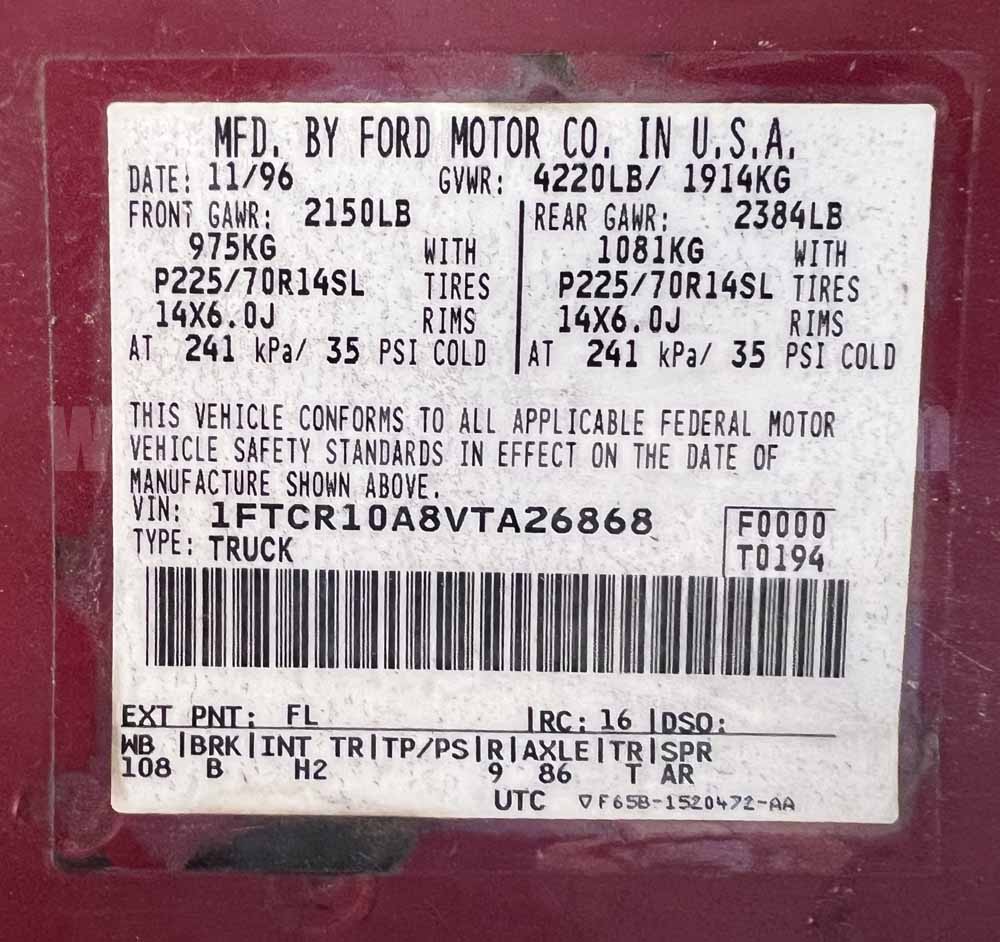 MFD. BY FORD MOTOR CO. IN U.S.A.
DATE: 11/96 GVWR: 4220LB/ 1914KG
FRONT GAWR: 2150LB REAR GAWR: 2384LB
975KG WITH 1081KG WITH
P225/70R14SL TIRES P225/70R14SL TIRES
14X6.0J RIMS 14X6.0J RIMS
AT 241 kPa/ 35 PSI COLD AT 241 kPa/ 35 PSI COLD
THIS VEHICLE CONFORMS TO ALL APPLICABLE FEDERAL MOTOR
VEHICLE SAFETY STANDARDS IN EFFECT ON THE DATE OF
MANUFACTURE SHOWN ABOVE.
VIN: 1FTCR10A8VTA26868 F0000
TYPE: TRUCK T0194
EXT PNT: FL |RC: 16 |DSO:
WB |BRK|INT TR|TP/PS|R|AXLE|TR|SPR
108 B H2 9 86 T AR
UTC ▽F65B-1520472-AA